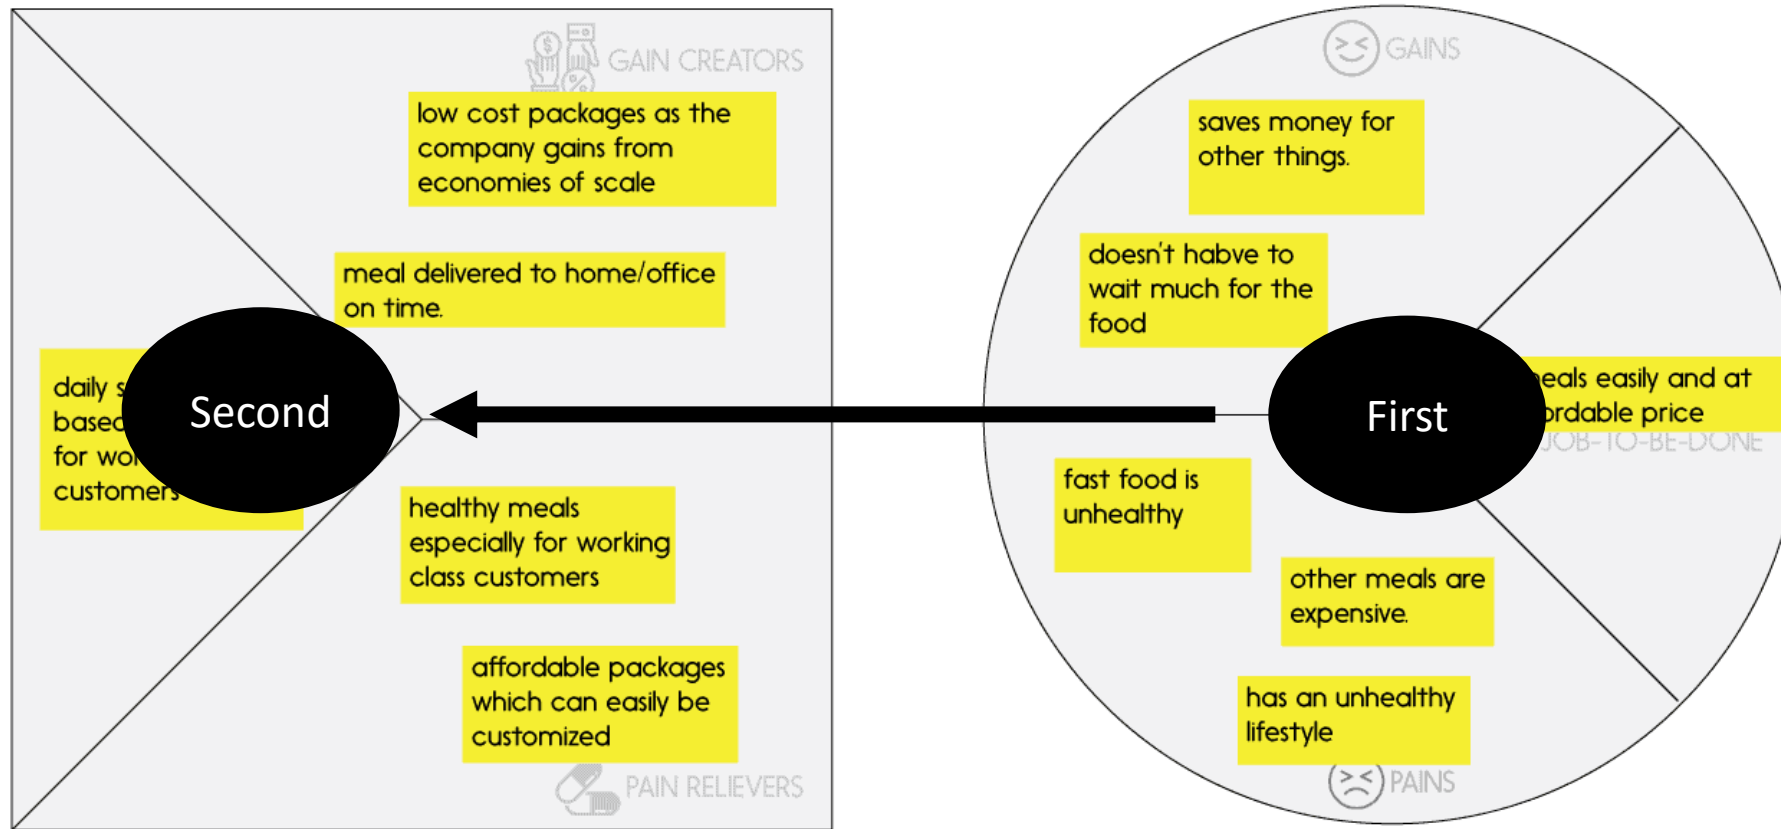 GAIN CREATORS
low cost packages as the
company gains from
economies of scale
meal delivered to home/office
on time.
daily
based
for
customers
Second
healthy meals
especially for working
class customers
affordable packages
which can easily be
customized
PAIN RELIEVERS
GAINS
saves money for
other things.
doesn't habve to
wait much for the
food
First
easily and at
price
JOB-TO-BE-DONE
fast food is
unhealthy
other meals are
expensive.
has an unhealthy
lifestyle
PAINS